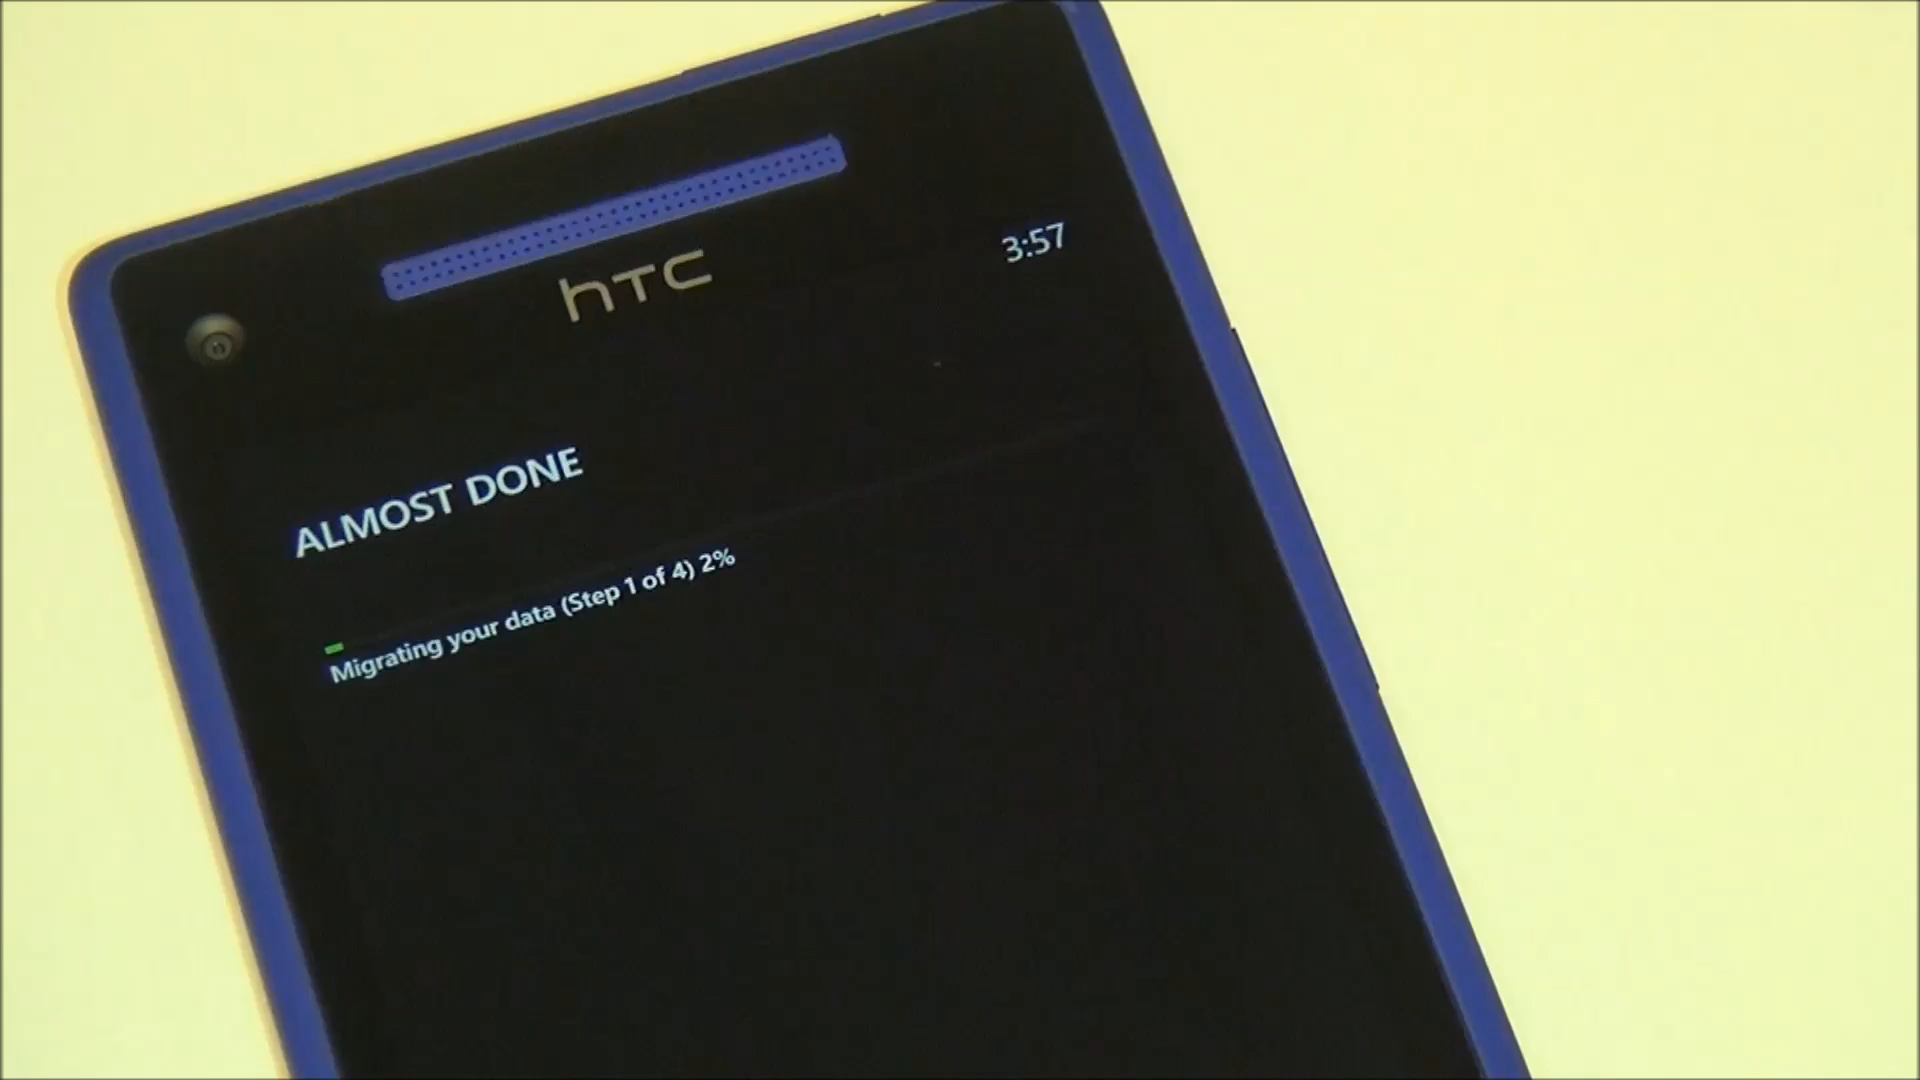 hTC
3:57
ALMOST DONE
Migrating your data (Step 1 of 4) 2%